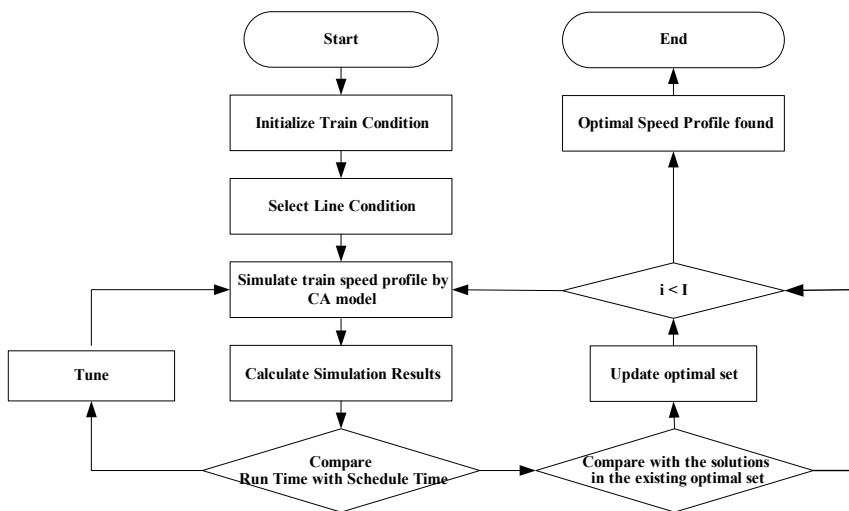 Start
Initialize Train Condition
Select Line Condition
Simulate train speed profile by
CA model
Tune
Calculate Simulation Results
Compare
Run Time with Schedule Time
End
Optimal Speed Profile found
i < I
Update optimal set
Compare with the solutions
in the existing optimal set